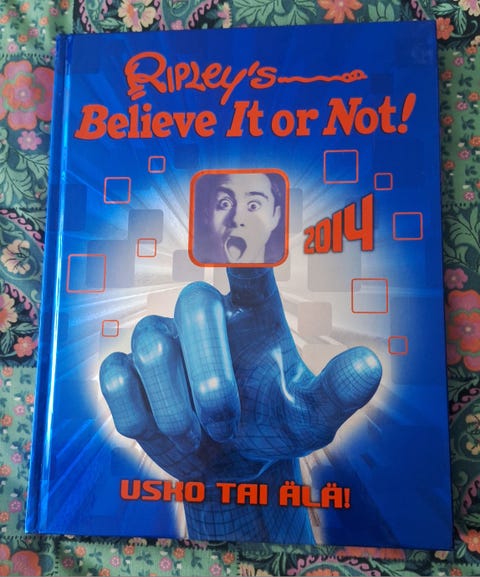 Ripley's
Believe It or Not!
2014
USKO TAI ÄLÄ!